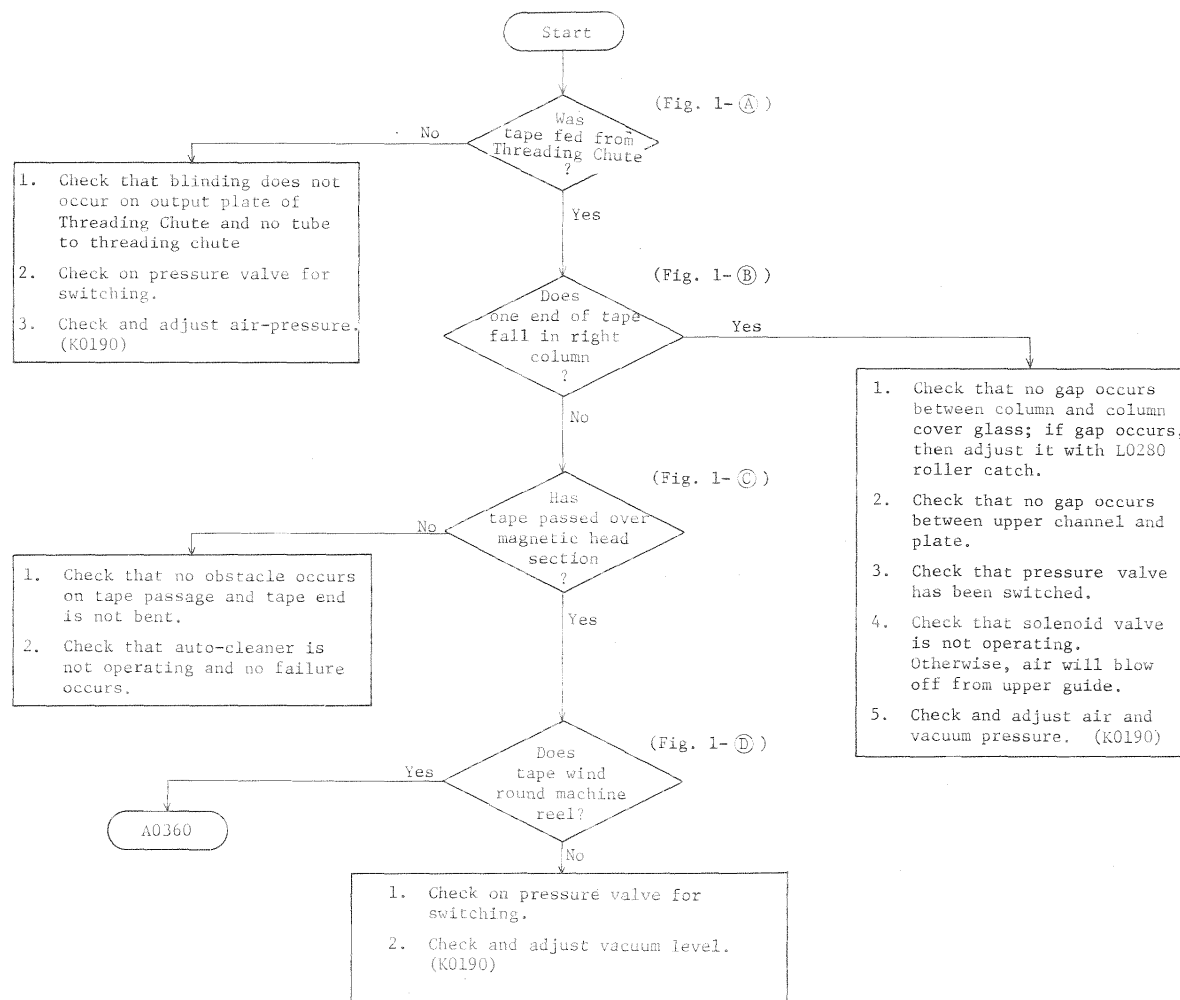 Start
(Fig. 1-Ⓐ)
Was
tape fed from
Threading Chute
?
No
Yes
1. Check that blinding does not
occur on output plate of
Threading Chute and no tube
to threading chute
2. Check on pressure valve for
switching.
3. Check and adjust air-pressure.
(K0190)
(Fig. 1-Ⓑ)
Does
one end of tape
fall in right
column
?
Yes
No
1. Check that no gap occurs
between column and column
cover glass; if gap occurs,
then adjust it with L0280
roller catch.
2. Check that no gap occurs
between upper channel and
plate.
3. Check that pressure valve
has been switched.
4. Check that solenoid valve
is not operating.
Otherwise, air will blow
off from upper guide.
5. Check and adjust air and
vacuum pressure. (K0190)
(Fig. 1-Ⓒ)
Has
tape passed over
magnetic head
section
?
No
Yes
1. Check that no obstacle occurs
on tape passage and tape end
is not bent.
2. Check that auto-cleaner is
not operating and no failure
occurs.
(Fig. 1-Ⓓ)
Does
tape wind
round machine
reel?
Yes
No
A0360
1. Check on pressure valve for
switching.
2. Check and adjust vacuum level.
(K0190)